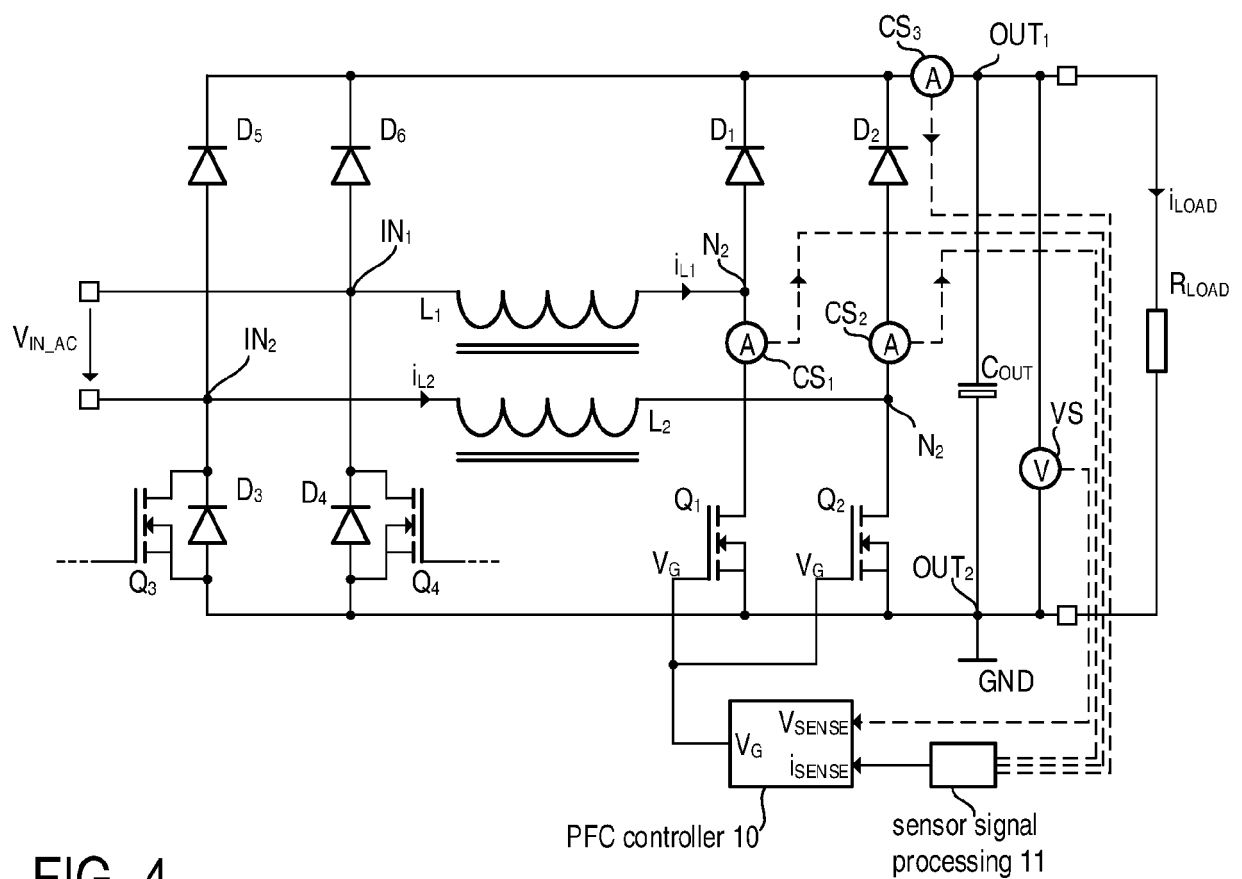 CS3
OUT1
D5
D6
D1
D2
A
iLOAD
IN1
N2
iL1
RLOAD
L1
VIN_AC
IN2
A
CS2
A
CS1
COUT
iL2
L2
N2
VS
V
D3
D4
Q1
Q2
VG
VG
OUT2
Q3
Q4
GND
VSENSE
VG
iSENSE
PFC controller 10
sensor signal
processing 11
FIG. 4